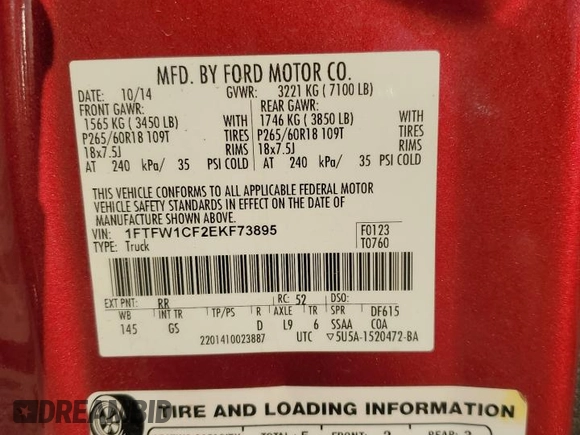 MFD. BY FORD MOTOR CO.
DATE: 10/14 GVWR: 3221 KG ( 7100 LB)
FRONT GAWR: REAR GAWR:
1565 KG ( 3450 LB) WITH 1746 KG ( 3850 LB) WITH
P265/60R18 109T TIRES P265/60R18 109T TIRES
18x7.5J RIMS 18x7.5J RIMS
AT 240 kPa/ 35 PSI COLD AT 240 kPa/ 35 PSI COLD
THIS VEHICLE CONFORMS TO ALL APPLICABLE FEDERAL MOTOR
VEHICLE SAFETY STANDARDS IN EFFECT ON THE DATE OF
MANUFACTURE SHOWN ABOVE.
VIN: 1FTFW1CF2EKF73895 F0123
TYPE: Truck T0760
EXT PNT: RR RC: 52 DSO:
WB INT TR TP/PS R AXLE TR SPR DF615
145 GS D L9 6 SSAA COA
2201410023887 UTC ▽5U5A-1520472-BA
TIRE AND LOADING INFORMATION
DREAMBID